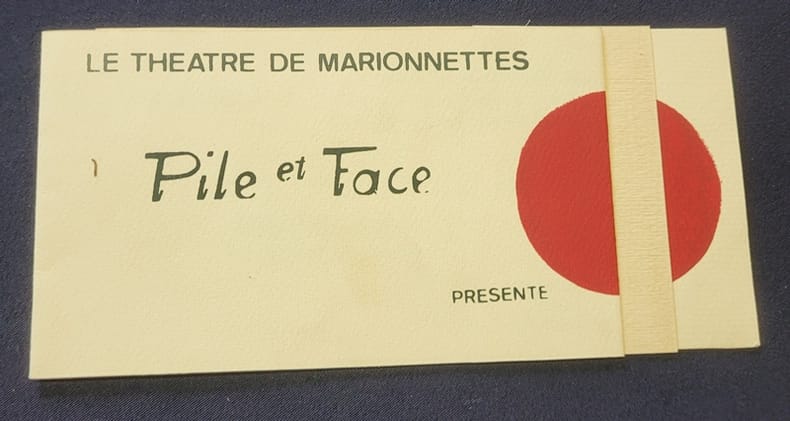 LE THEATRE DE MARIONNETTES
Pile et Face
PRESENTE